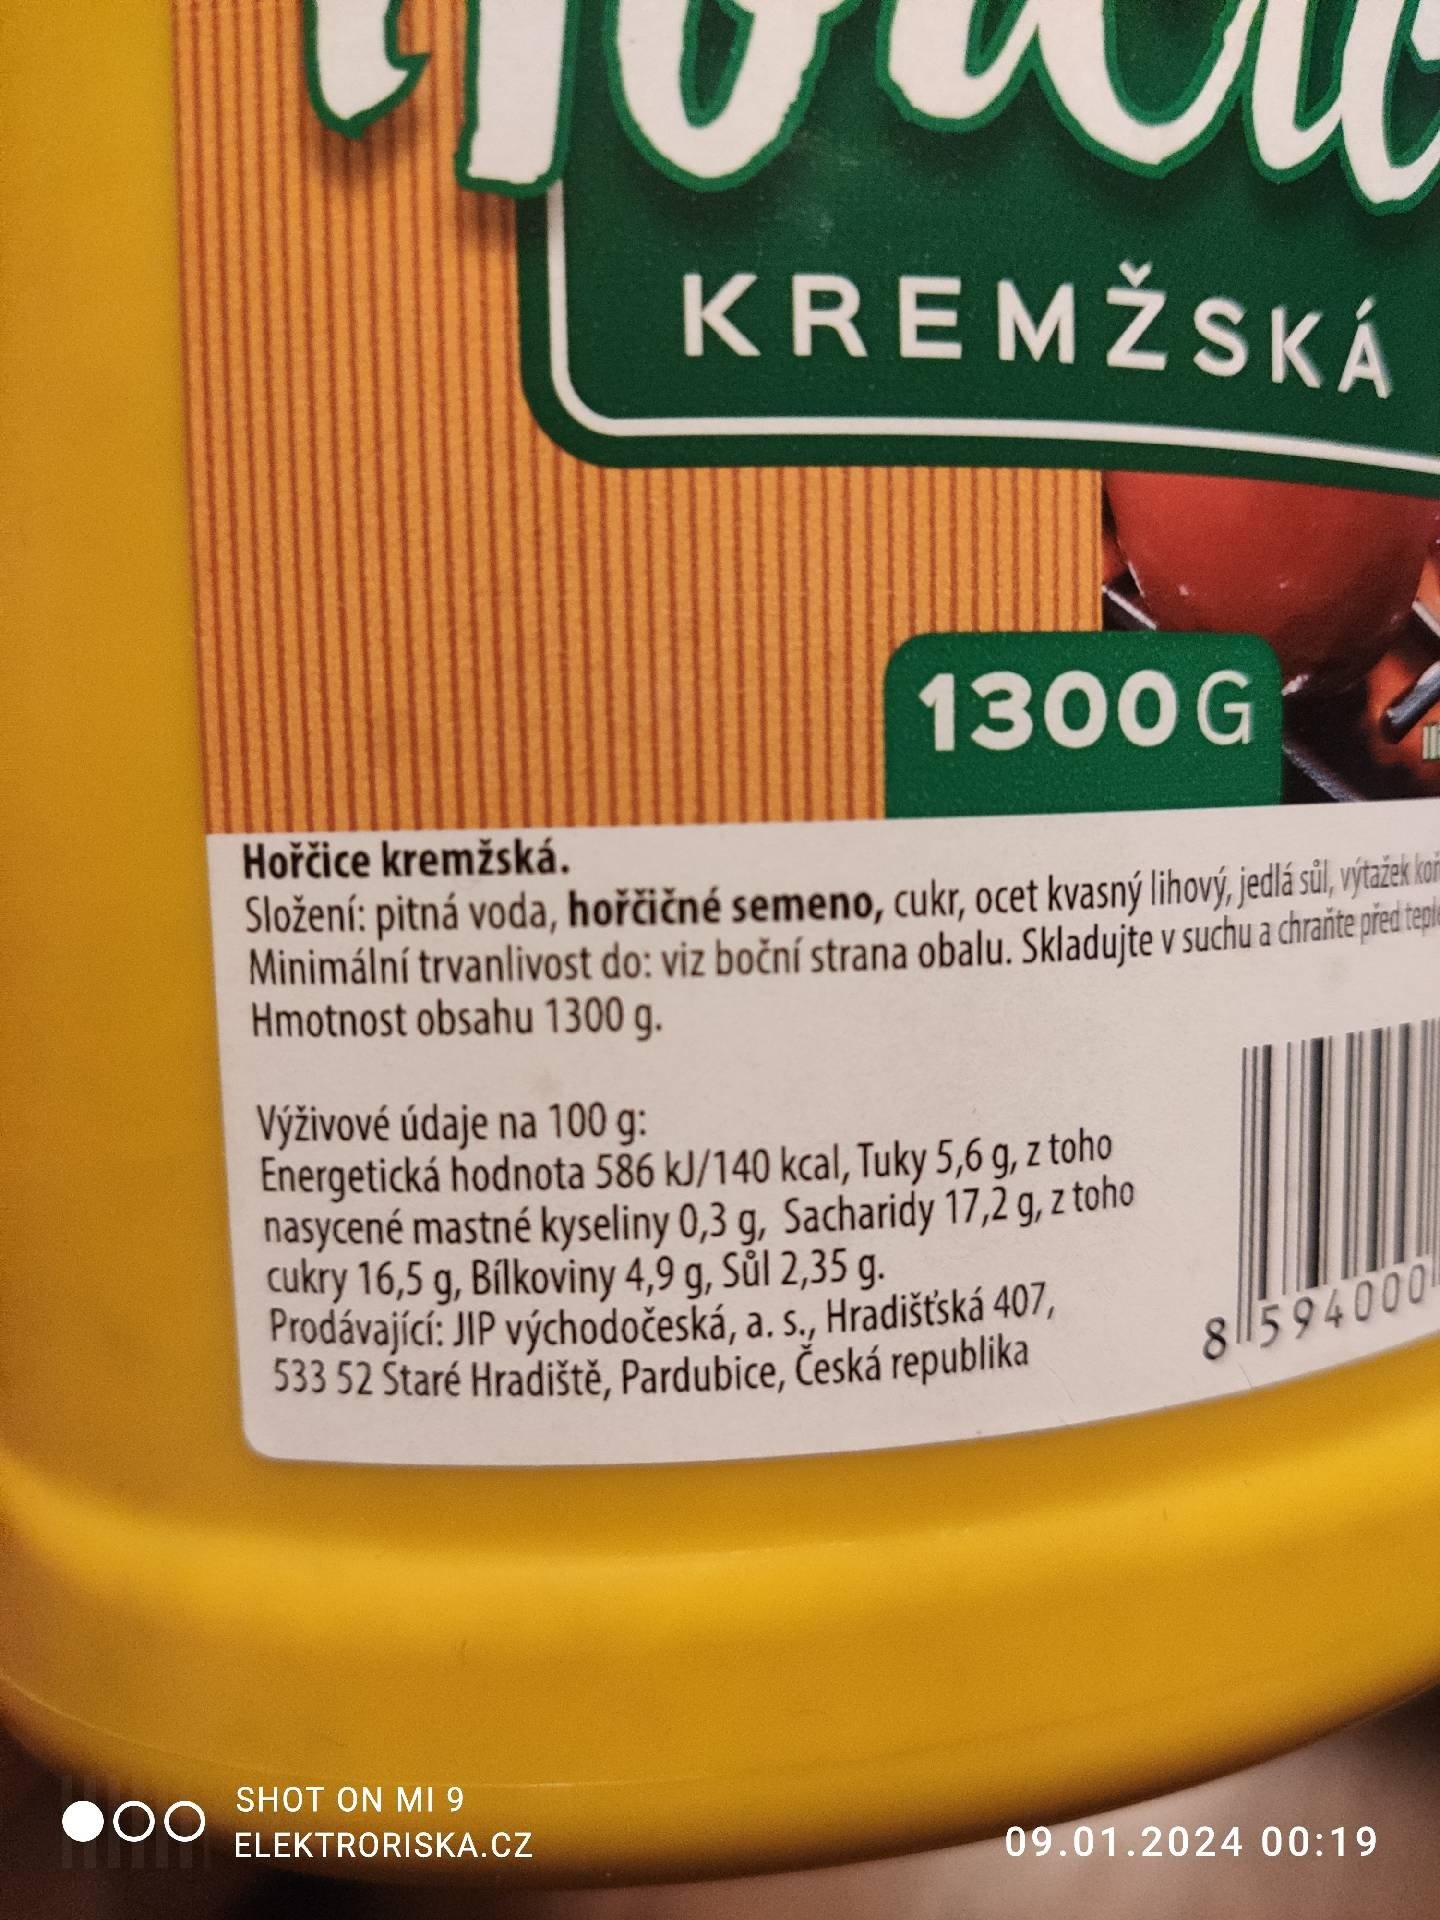 KREMŽSKÁ
1300 G
Hořčice kremžská.
Složení: pitná voda, hořčičné semeno, cukr, ocet kvasný lihový, jedlá sůl, výtažek
Minimální trvanlivost do: viz boční strana obalu. Skladujte v suchu a chraňte před
Hmotnost obsahu 1300 g.
Výživové údaje na 100 g:
Energetická hodnota 586 kJ/140 kcal, Tuky 5,6 g, z toho
nasycené mastné kyseliny 0,3 g, Sacharidy 17,2 g, z toho
cukry 16,5 g, Bílkoviny 4,9 g, Sůl 2,35 g.
Prodávající: JIP východočeská, a. s., Hradišťská 407,
533 52 Staré Hradiště, Pardubice, Česká republika
8 594000
SHOT ON MI 9
ELEKTRORISKA.CZ
09.01.2024 00:19